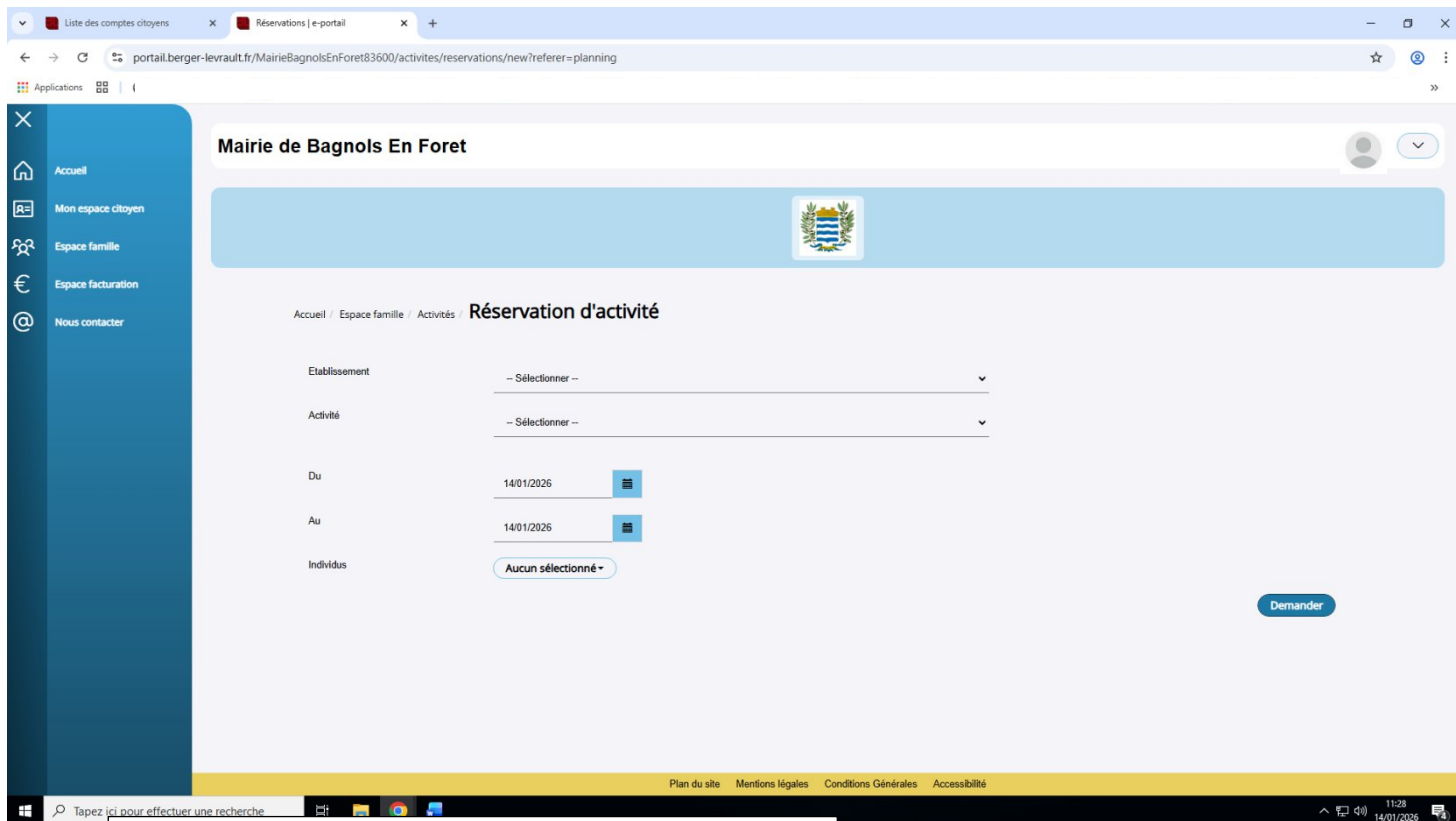 Liste des comptes citoyens
Réservations | e-portail
portail.berger-levrault.fr/MairieBagnolsEnForet83600/activites/reservations/new?referer=planning
Applications
Mairie de Bagnols En Foret
Accueil
Mon espace citoyen
Espace famille
Espace facturation
Nous contacter
Accueil / Espace famille / Activités / Réservation d'activité
Etablissement
-- Sélectionner --
Activité
-- Sélectionner --
Du
14/01/2026
Au
14/01/2026
Individus
Aucun sélectionné
Demander
Plan du site Mentions légales Conditions Générales Accessibilité
Tapez ici pour effectuer une recherche
11:28
14/01/2026